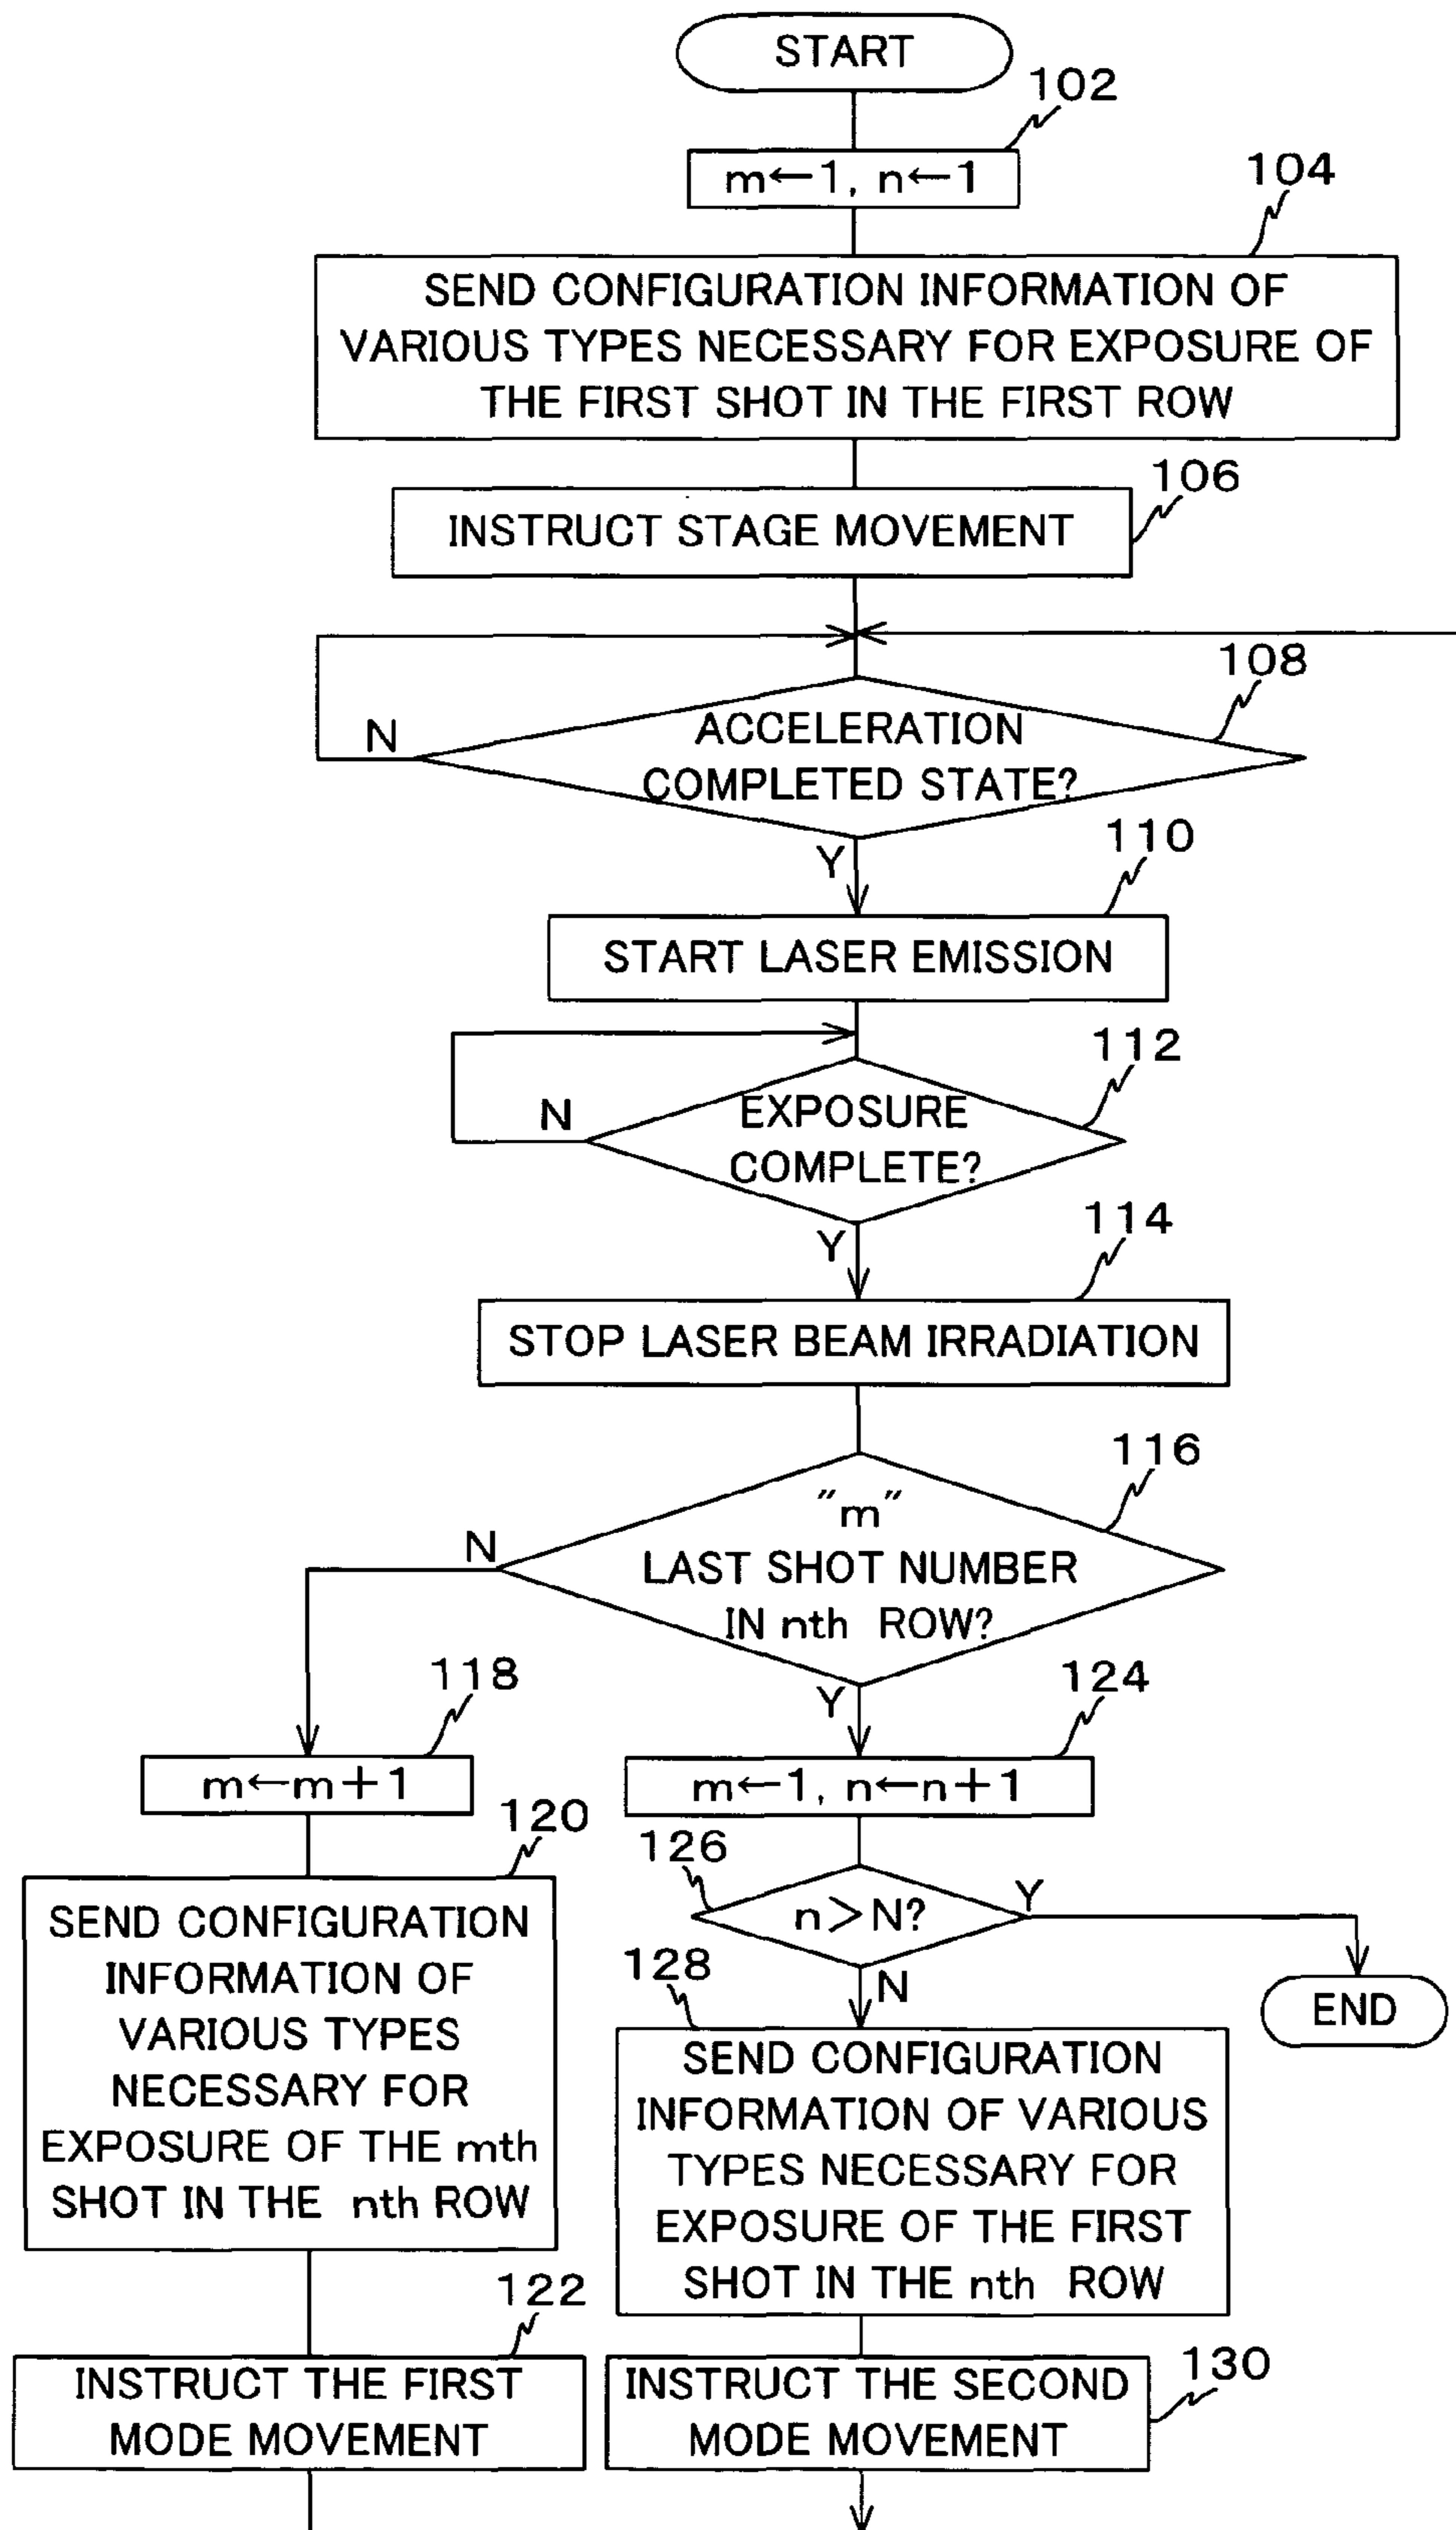 START
102
m←1, n←1
104
SEND CONFIGURATION INFORMATION OF
VARIOUS TYPES NECESSARY FOR EXPOSURE OF
THE FIRST SHOT IN THE FIRST ROW
106
INSTRUCT STAGE MOVEMENT
108
N
ACCELERATION
COMPLETED STATE?
Y
110
START LASER EMISSION
112
N
EXPOSURE
COMPLETE?
Y
114
STOP LASER BEAM IRRADIATION
116
N
"m"
LAST SHOT NUMBER
IN nth ROW?
Y
118
m←m+1
124
m←1, n←n+1
120
SEND CONFIGURATION
INFORMATION OF
VARIOUS TYPES
NECESSARY FOR
EXPOSURE OF THE mth
SHOT IN THE nth ROW
126
n>N?
Y
END
N
128
SEND CONFIGURATION
INFORMATION OF VARIOUS
TYPES NECESSARY FOR
EXPOSURE OF THE FIRST
SHOT IN THE nth ROW
122
INSTRUCT THE FIRST
MODE MOVEMENT
130
INSTRUCT THE SECOND
MODE MOVEMENT